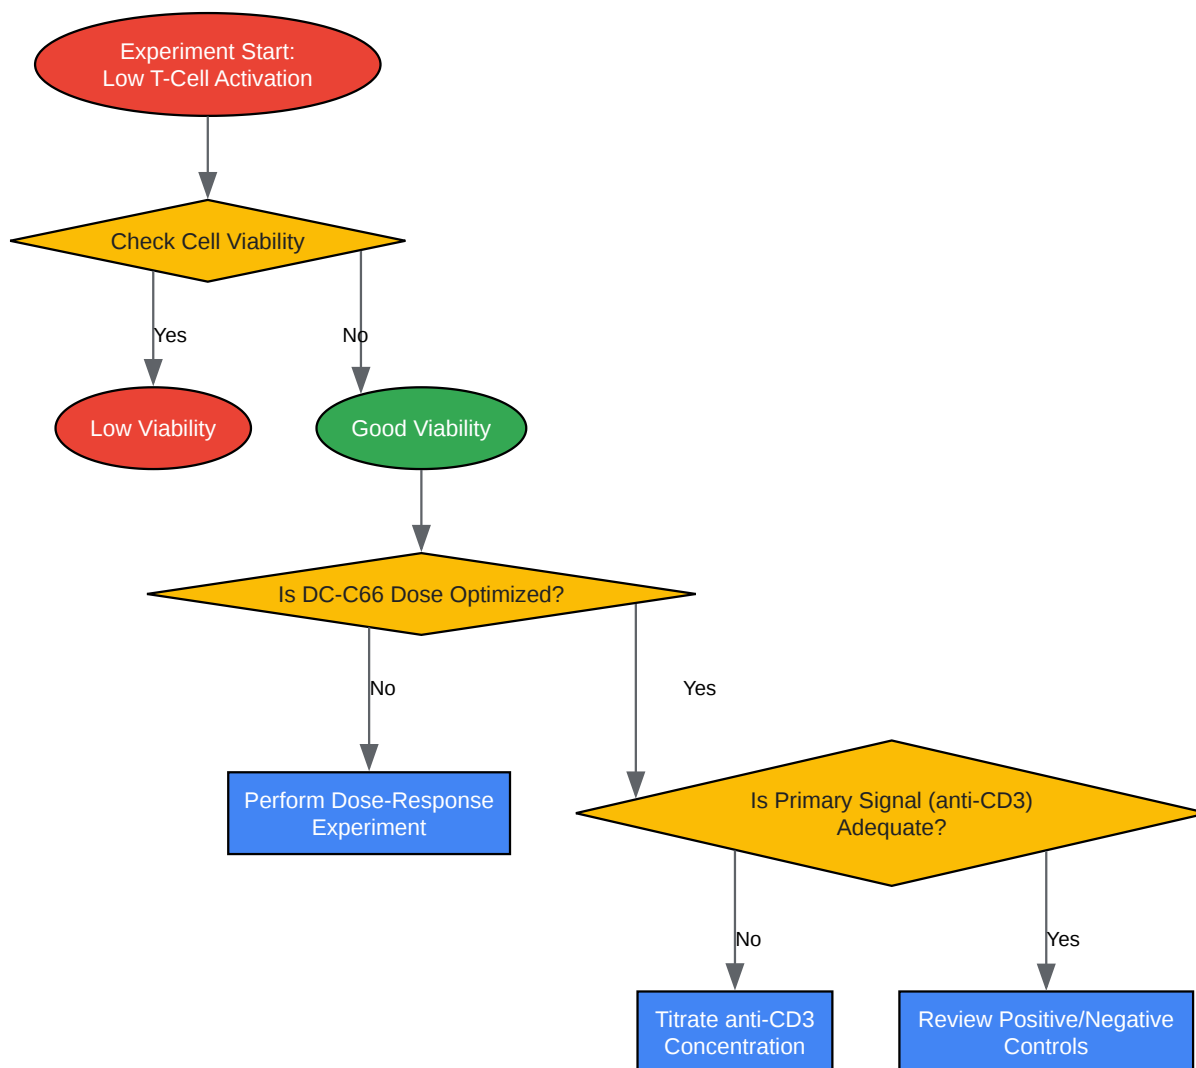 Experiment Start:
Low T-Cell Activation
Check Cell Viability
Yes
No
Low Viability
Good Viability
Is DC-C66 Dose Optimized?
No
Yes
Perform Dose-Response
Experiment
Is Primary Signal (anti-CD3)
Adequate?
No
Yes
Titrate anti-CD3
Concentration
Review Positive/Negative
Controls